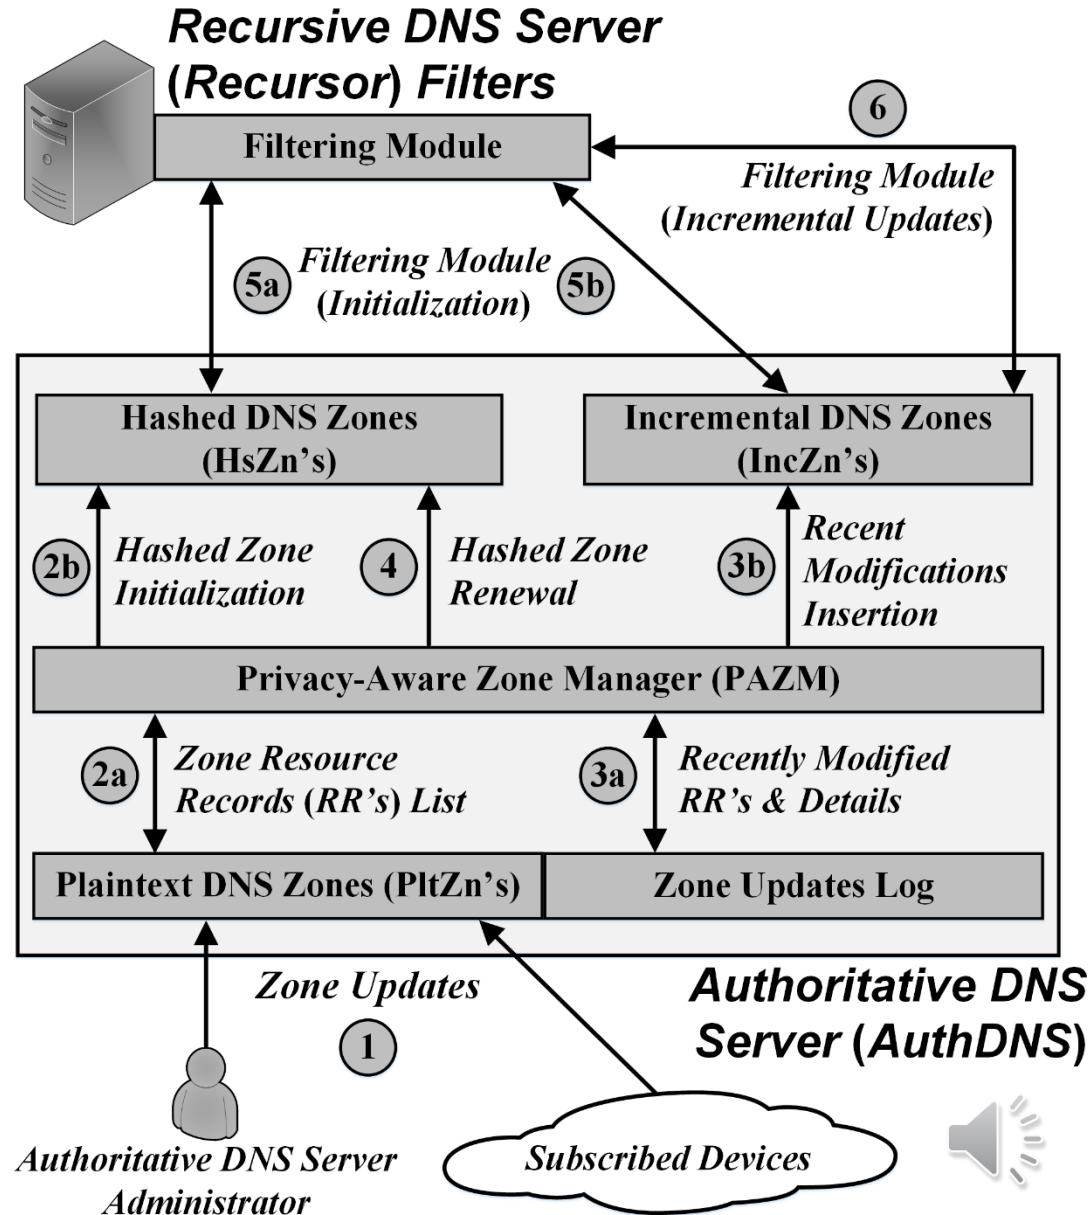 Recursive DNS Server
(Recursor) Filters
6
Filtering Module
Filtering Module
(Incremental Updates)
5a
Filtering Module
(Initialization)
5b
Hashed DNS Zones
(HsZn's)
Incremental DNS Zones
(IncZn's)
2b
Hashed Zone
Initialization
4
Hashed Zone
Renewal
3b
Recent
Modifications
Insertion
Privacy-Aware Zone Manager (PAZM)
2a
Zone Resource
Records (RR's) List
3a
Recently Modified
RR's & Details
Plaintext DNS Zones (PltZn's)
Zone Updates Log
Zone Updates
1
Authoritative DNS
Server (AuthDNS)
Authoritative DNS Server
Administrator
Subscribed Devices